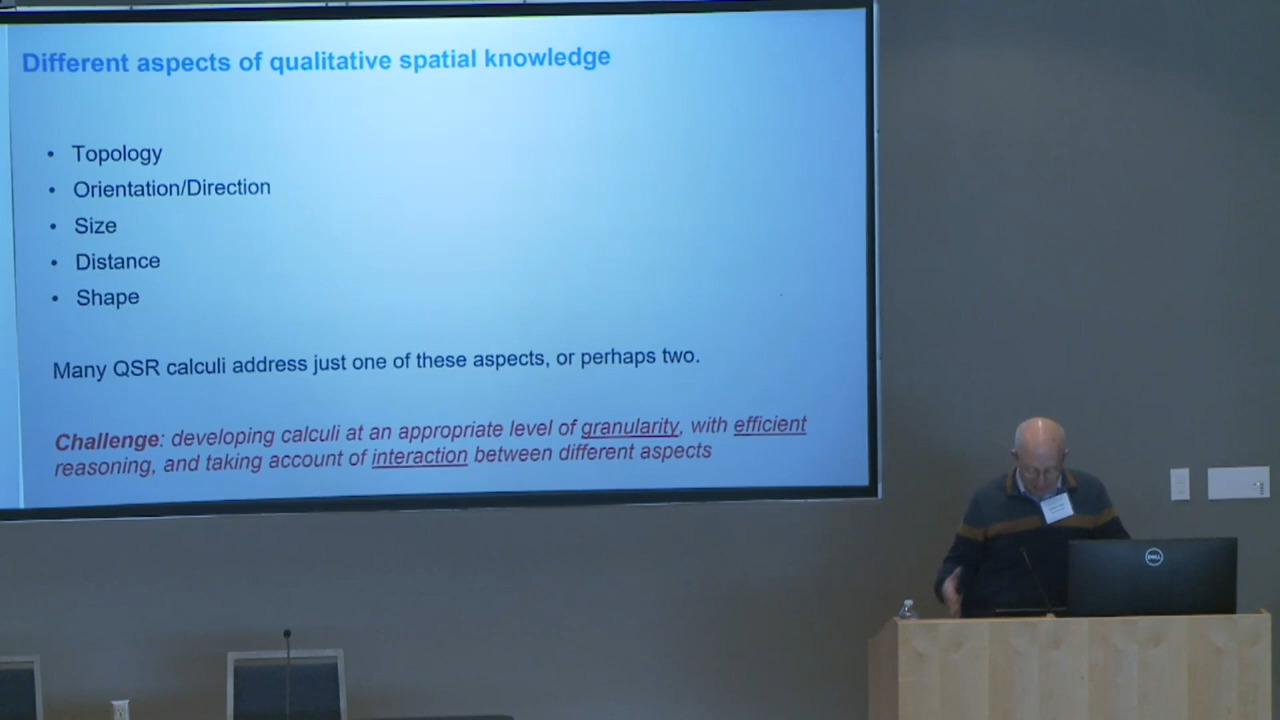 Different aspects of qualitative spatial knowledge
• Topology
• Orientation/Direction
• Size
• Distance
• Shape
Many QSR calculi address just one of these aspects, or perhaps two.
Challenge: developing calculi at an appropriate level of granularity, with efficient
reasoning, and taking account of interaction between different aspects
DELL